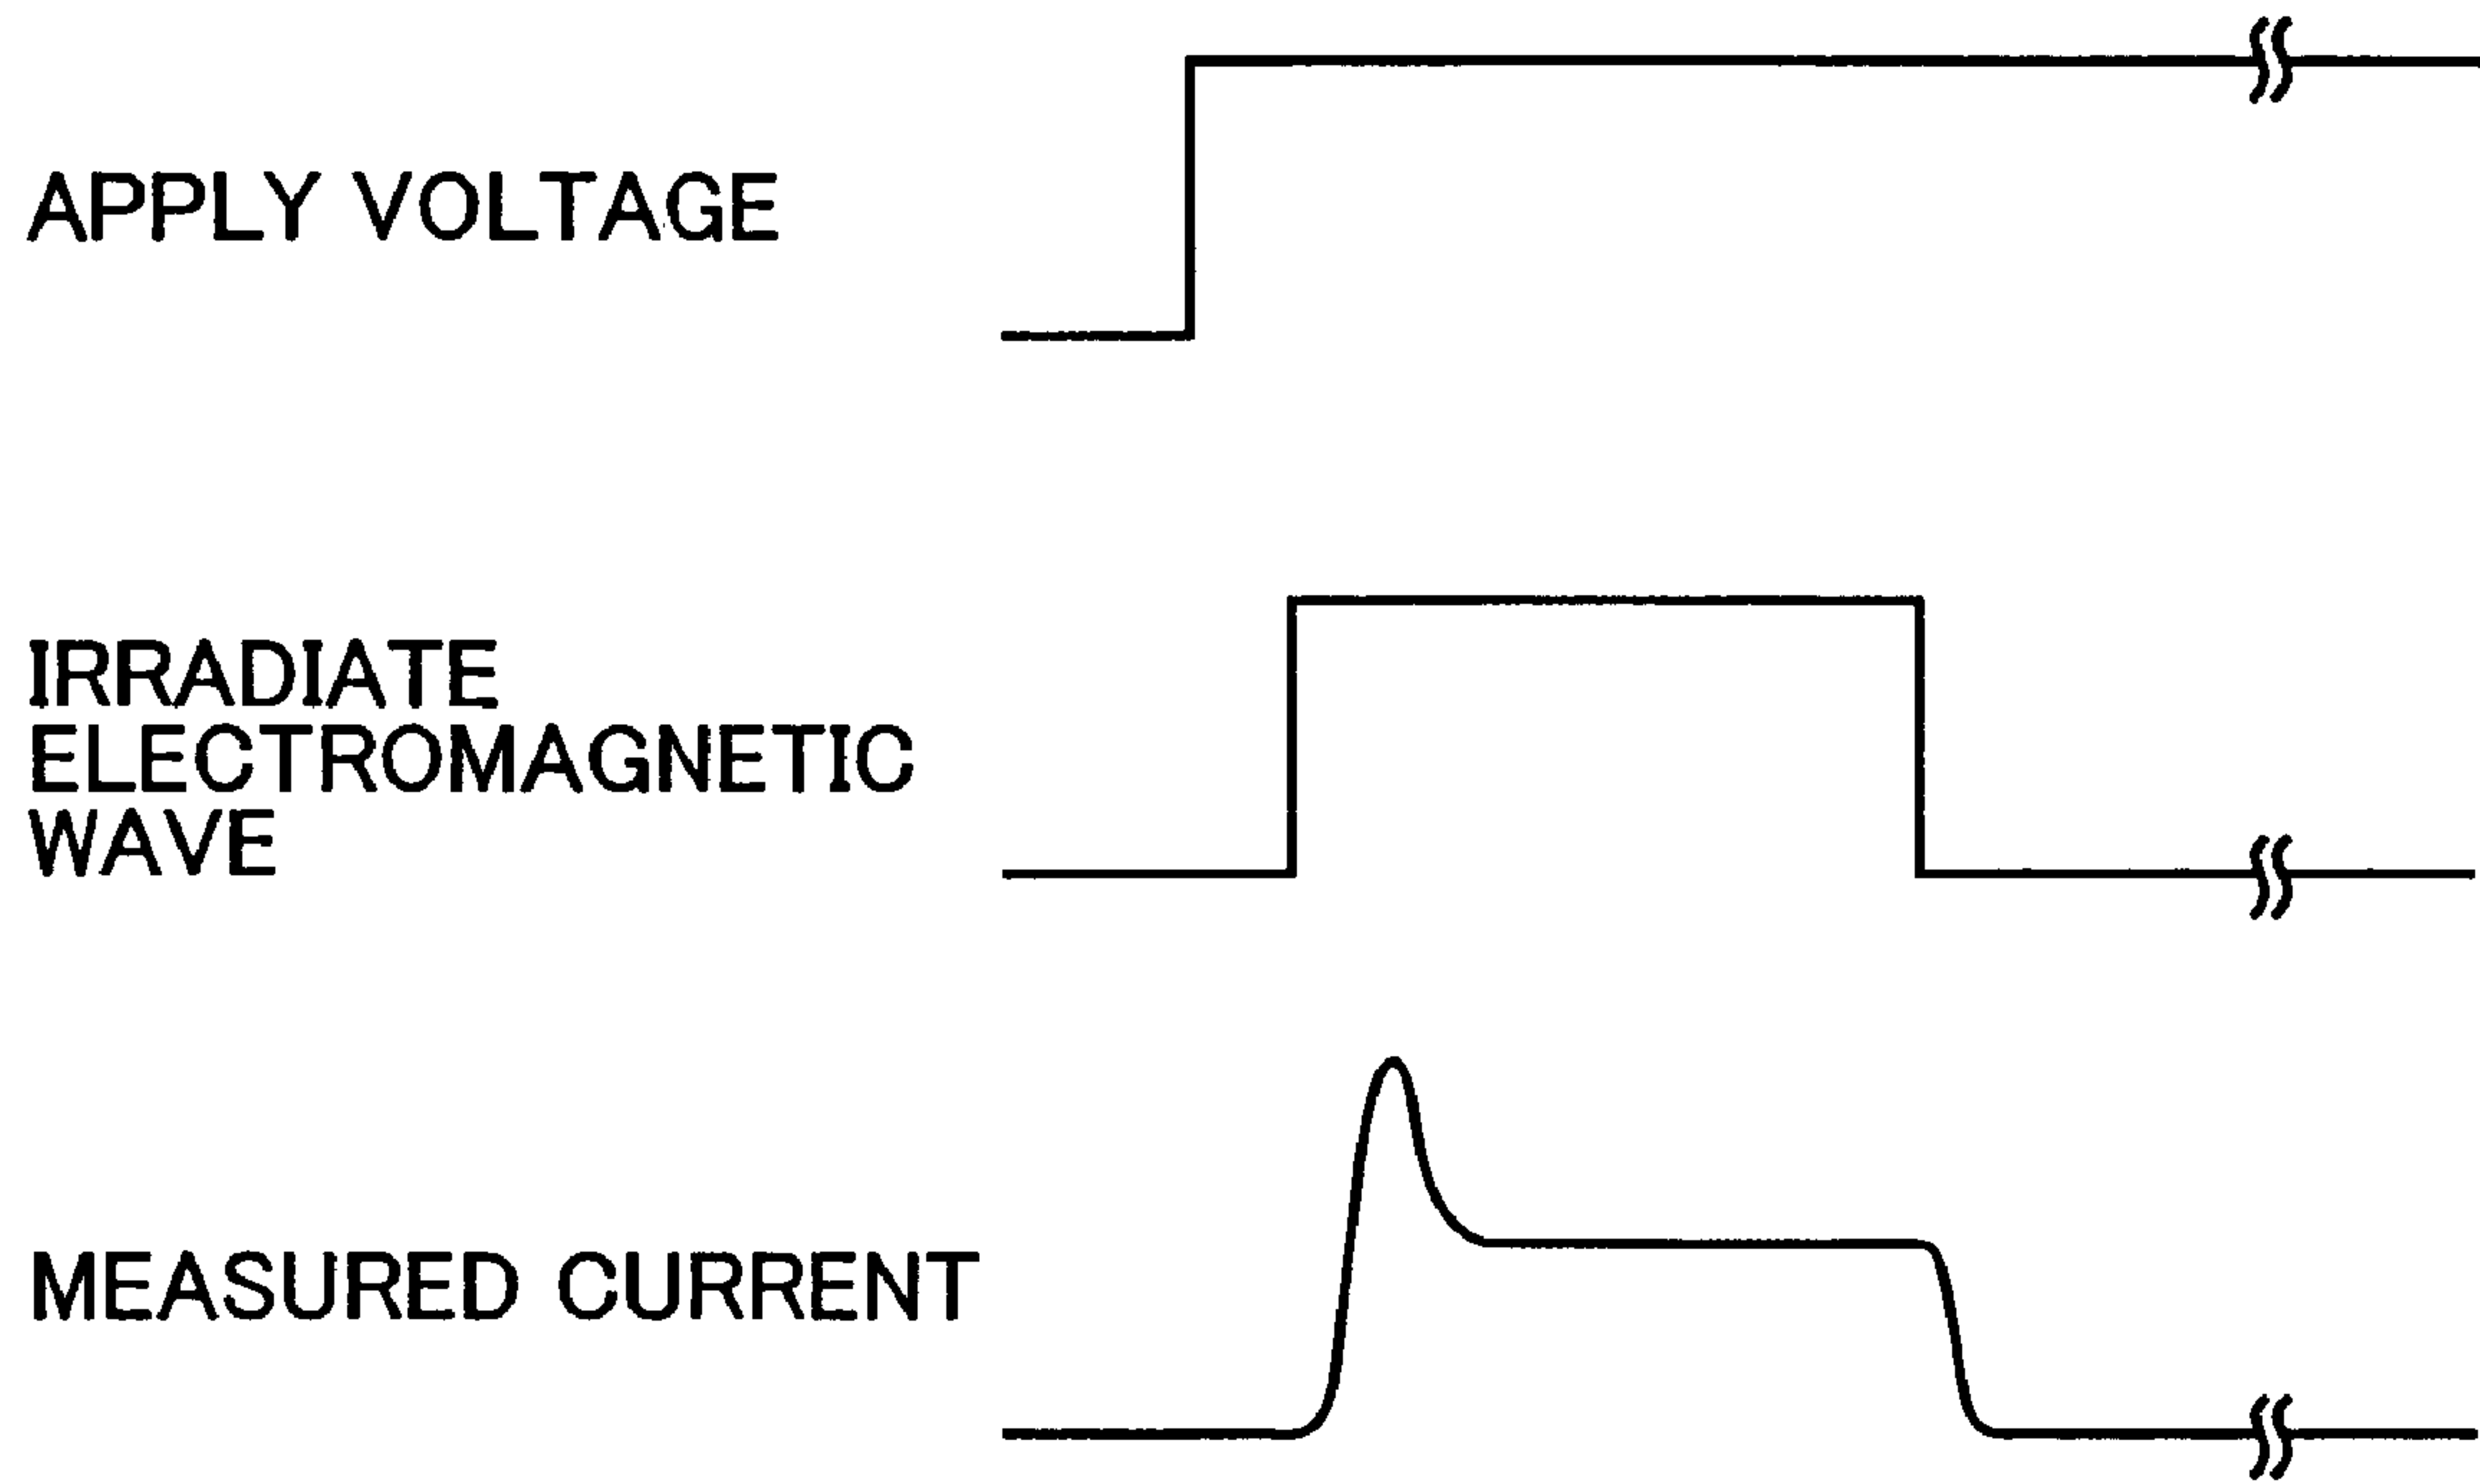 APPLY VOLTAGE
IRRADIATE
ELECTROMAGNETIC
WAVE
MEASURED CURRENT